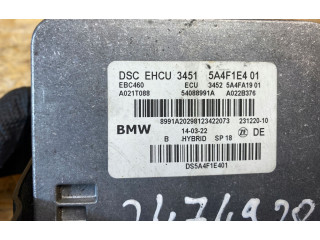 DSC EHCU 3451 5A4F1E4 01
EBC460 ECU 3452 5A4FA19 01
A021T088 54088991A A022B376
8991A20298123422073 231220-10
BMW 14-03-22 ZF DE
B HYBRID SP 18
DS5A4F1E401